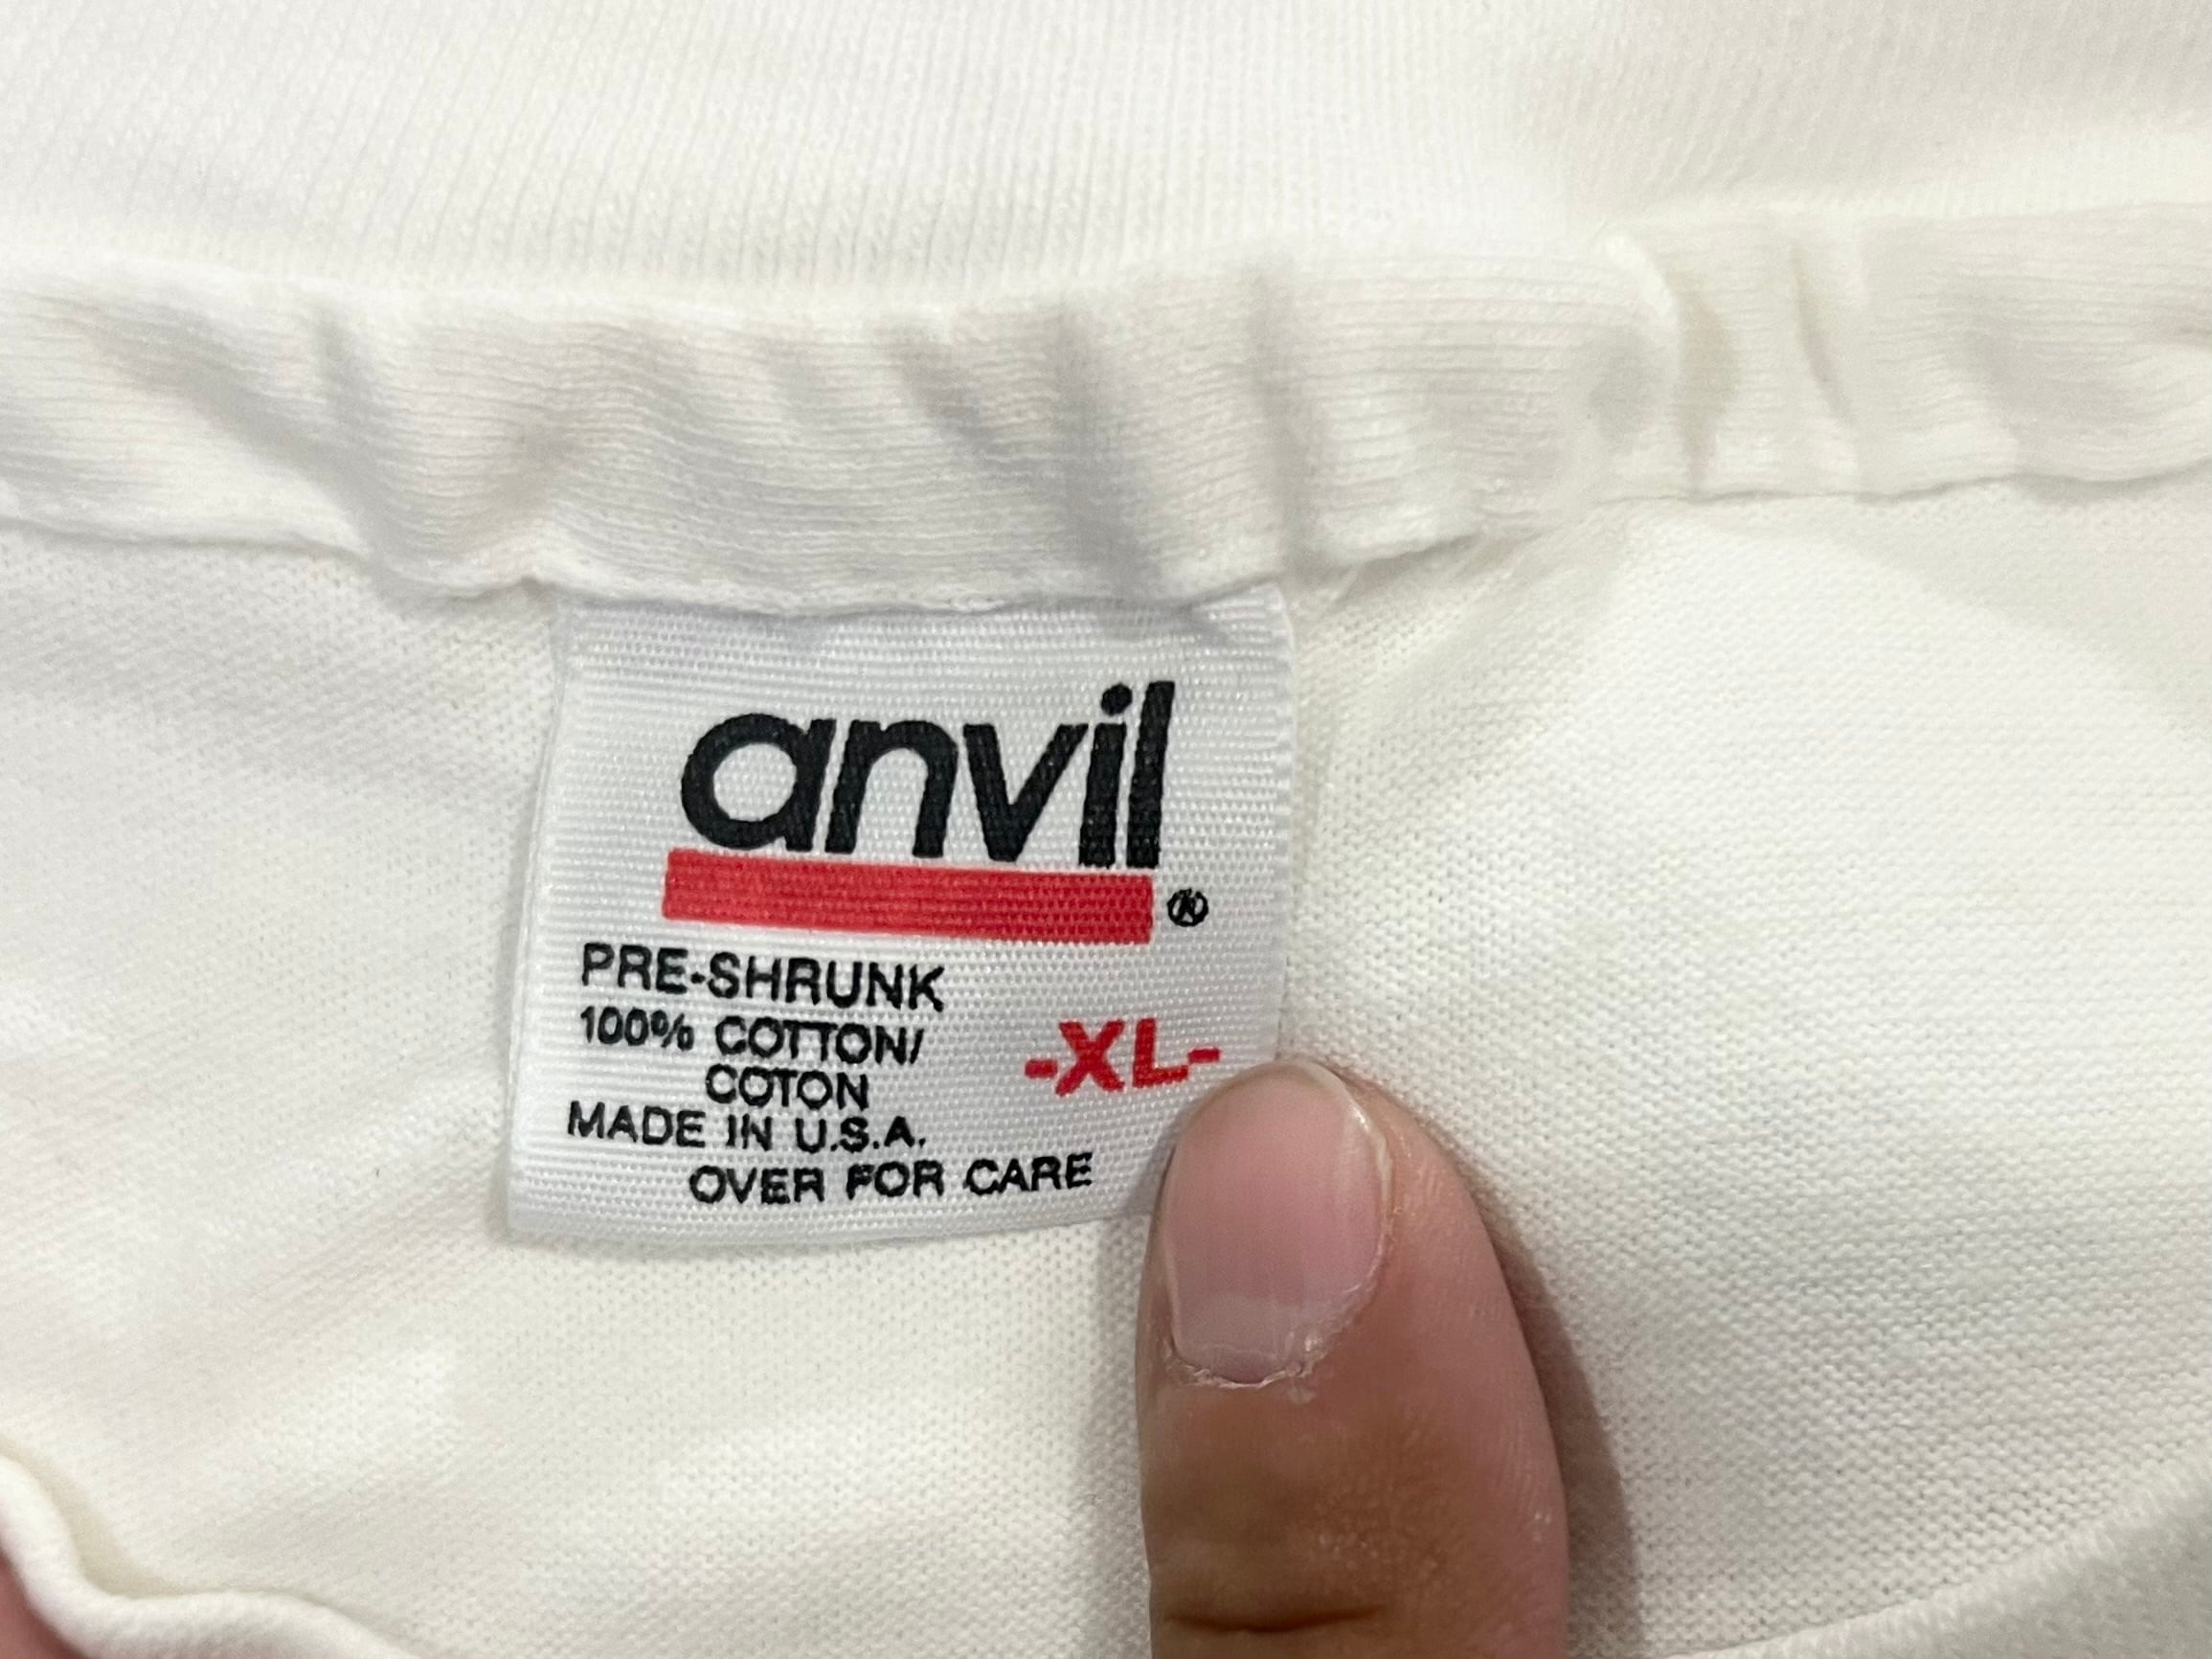 anvil®
PRE-SHRUNK
100% COTTON/
COTON
-XL-
MADE IN U.S.A.
OVER FOR CARE